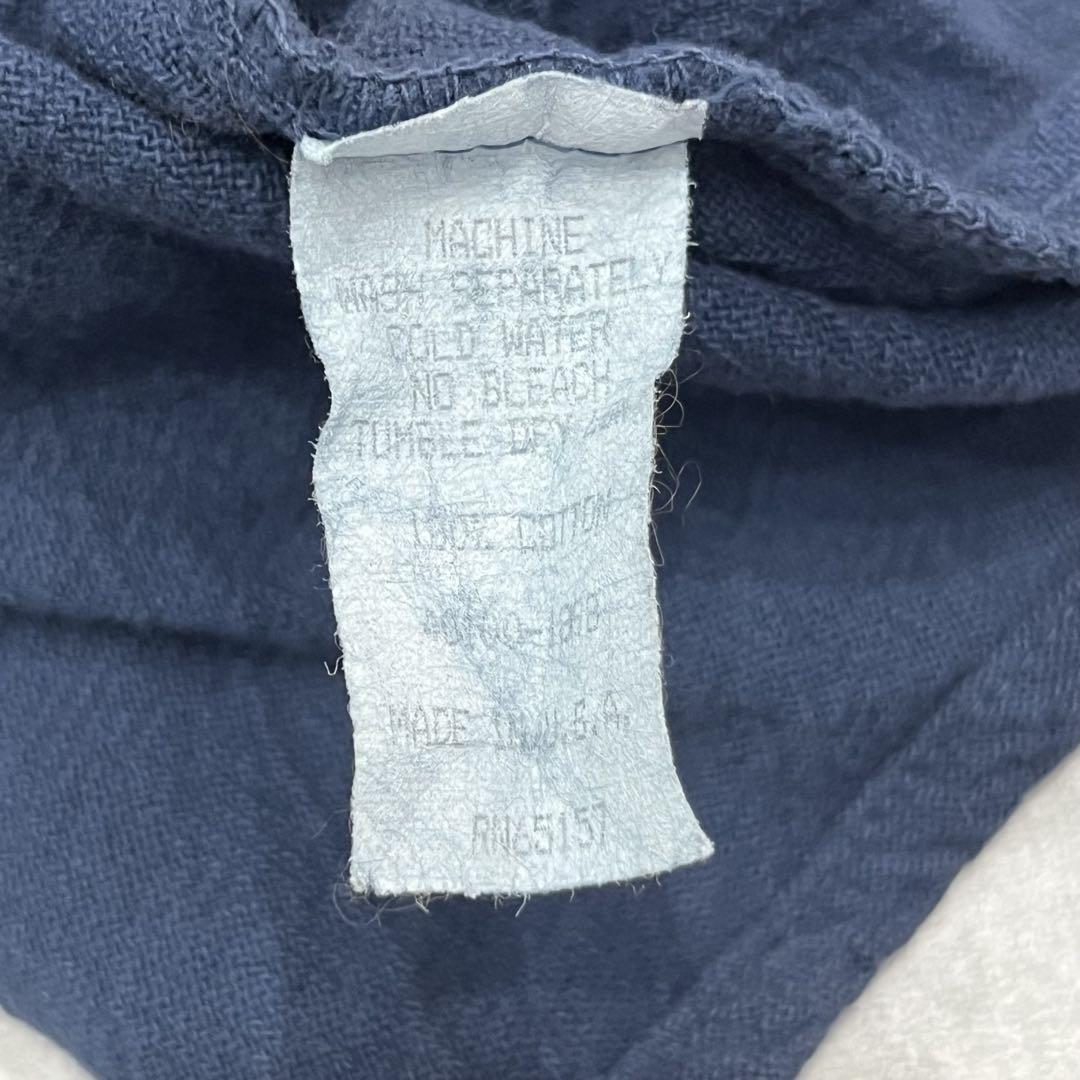 MACHINE
WASH SEPARATELY
COLD WATER
NO BLEACH
TUMBLE DRY
100% COTTON
MADE IN U.S.A.
RN65157